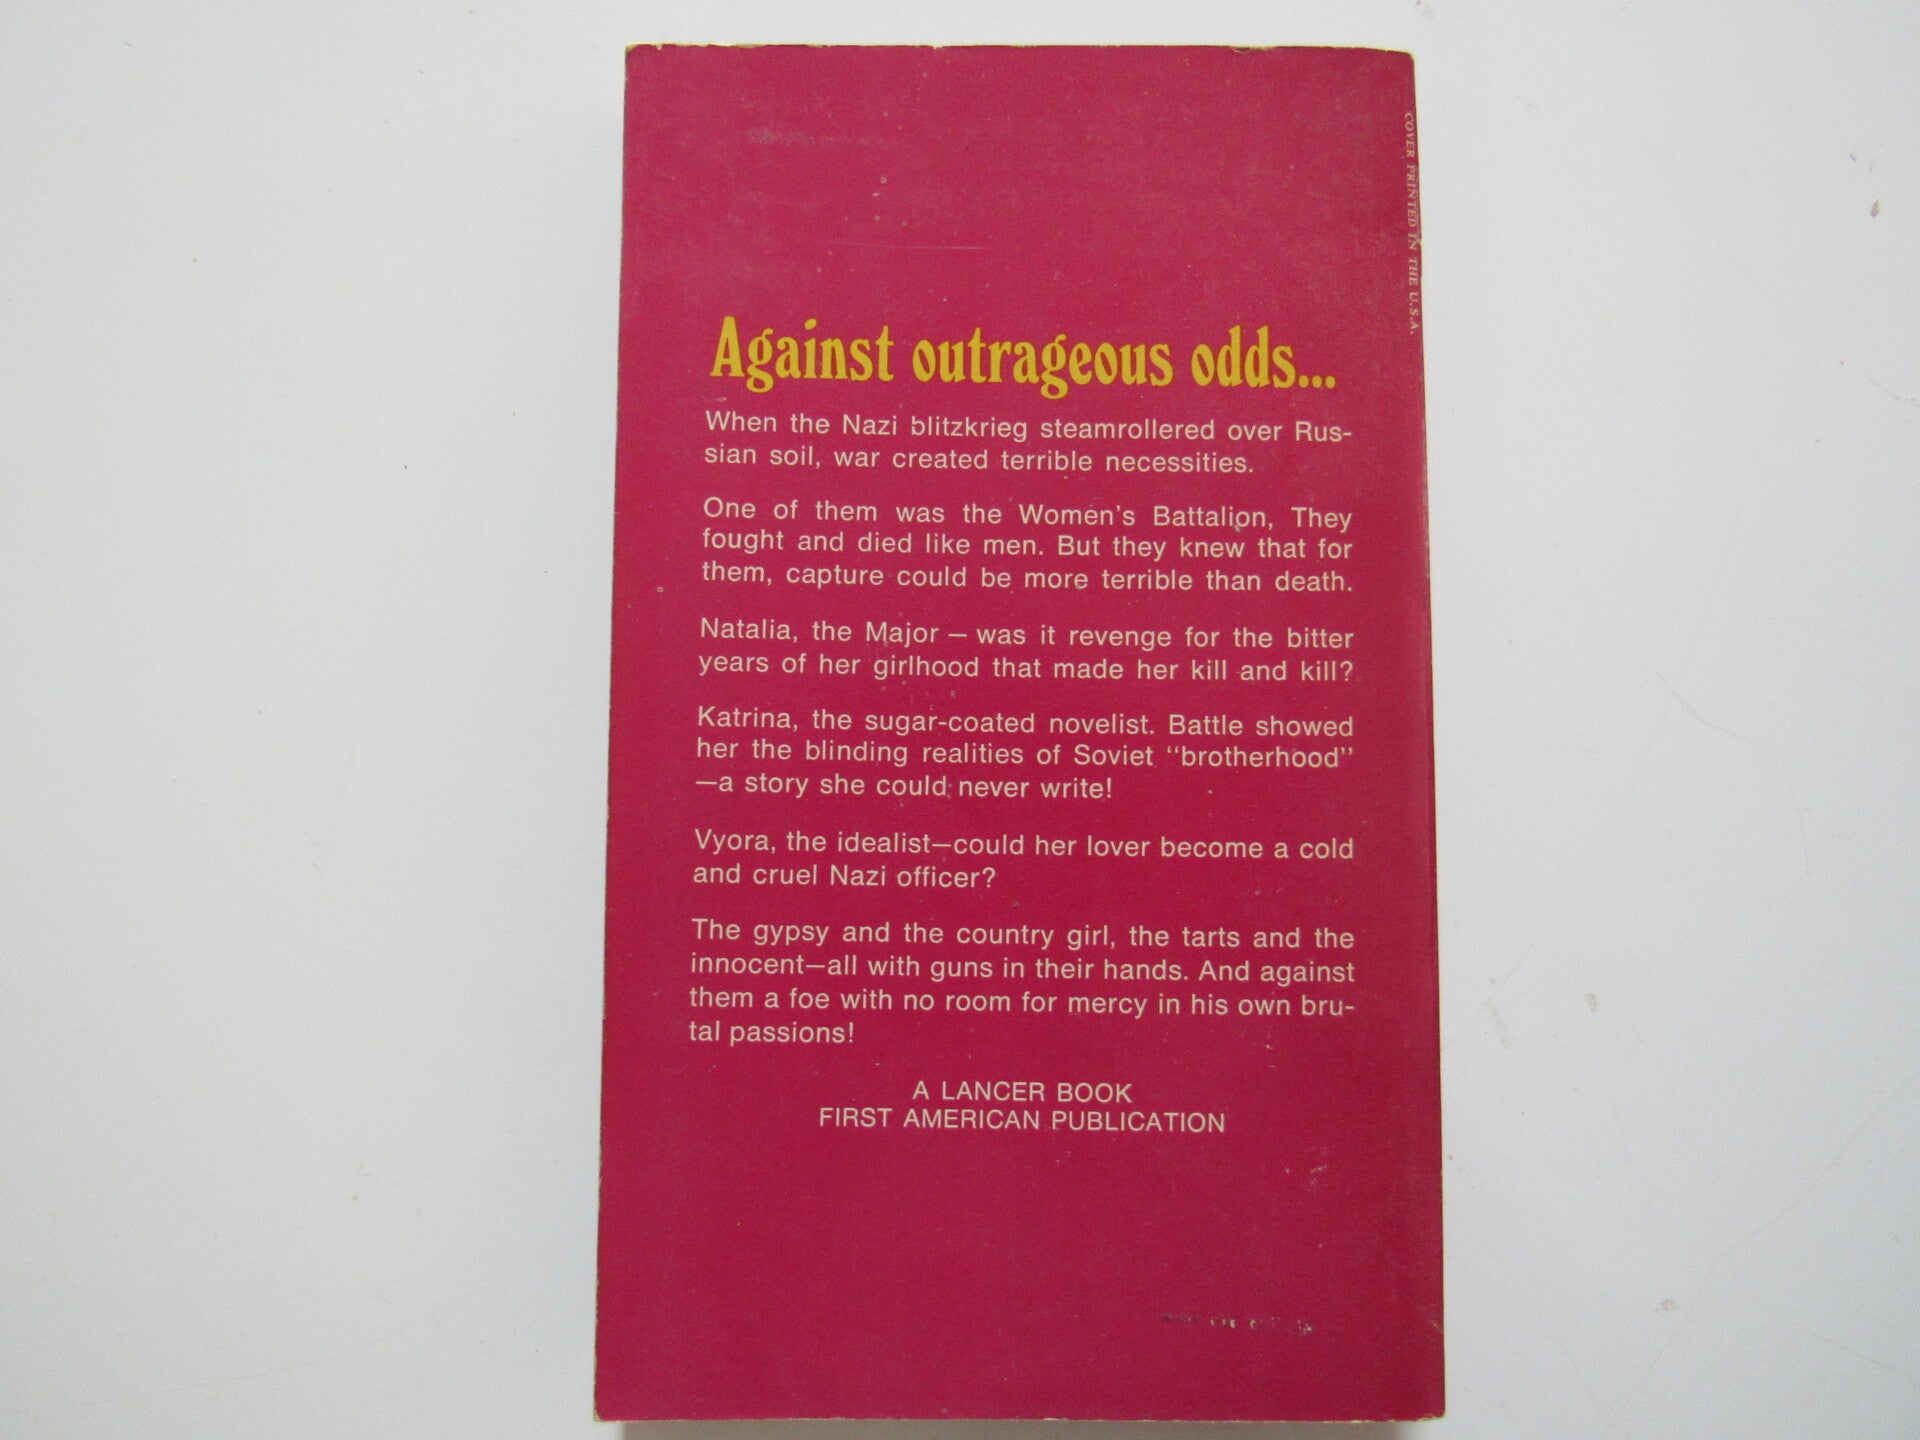 Against outrageous odds...
When the Nazi blitzkrieg steamrollered over Rus-
sian soil, war created terrible necessities.
One of them was the Women's Battalion, They
fought and died like men. But they knew that for
them, capture could be more terrible than death.
Natalia, the Major — was it revenge for the bitter
years of her girlhood that made her kill and kill?
Katrina, the sugar-coated novelist. Battle showed
her the blinding realities of Soviet "brotherhood"
—a story she could never write!
Vyora, the idealist—could her lover become a cold
and cruel Nazi officer?
The gypsy and the country girl, the tarts and the
innocent—all with guns in their hands. And against
them a foe with no room for mercy in his own bru-
tal passions!
A LANCER BOOK
FIRST AMERICAN PUBLICATION
COVER PRINTED IN THE U.S.A.